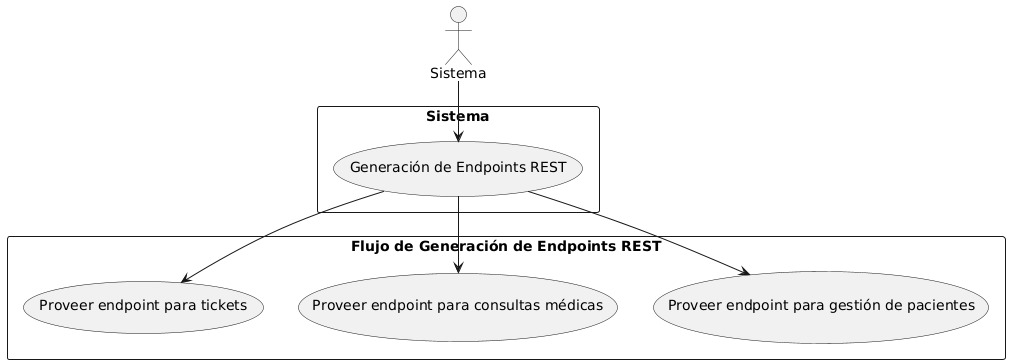 Sistema
Sistema
Generación de Endpoints REST
Flujo de Generación de Endpoints REST
Proveer endpoint para tickets
Proveer endpoint para consultas médicas
Proveer endpoint para gestión de pacientes